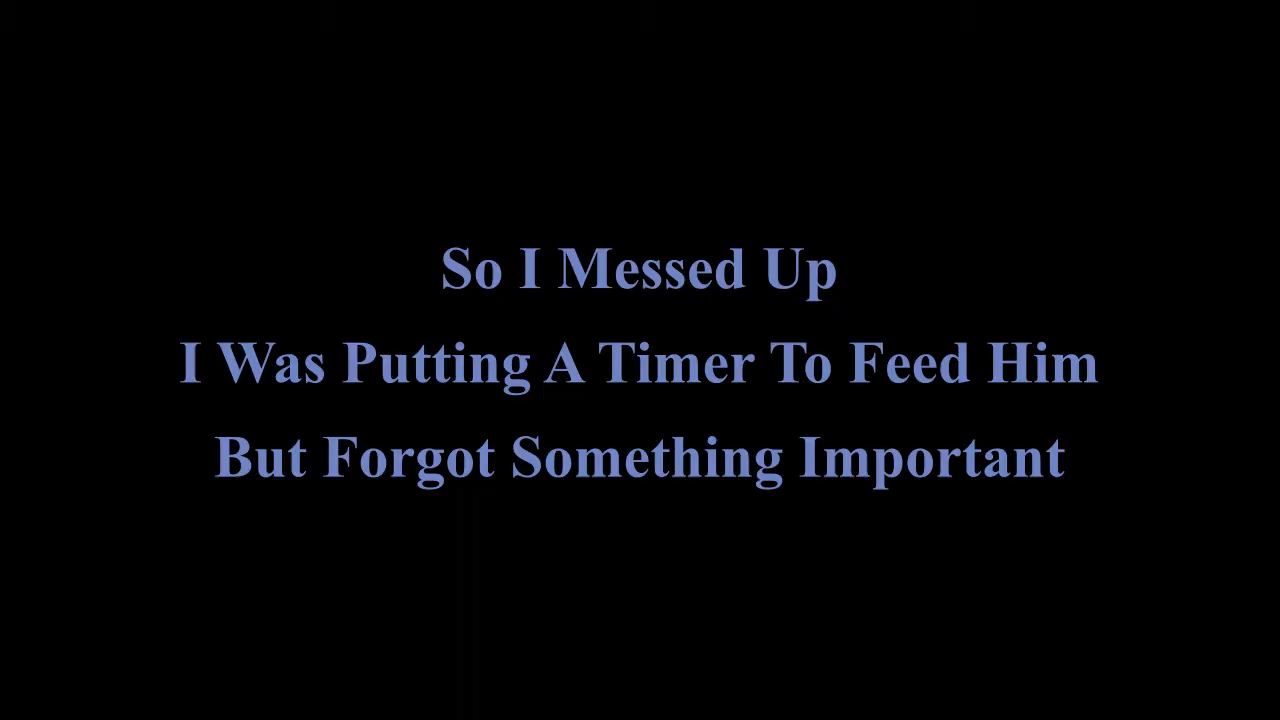 So I Messed Up
I Was Putting A Timer To Feed Him
But Forgot Something Important